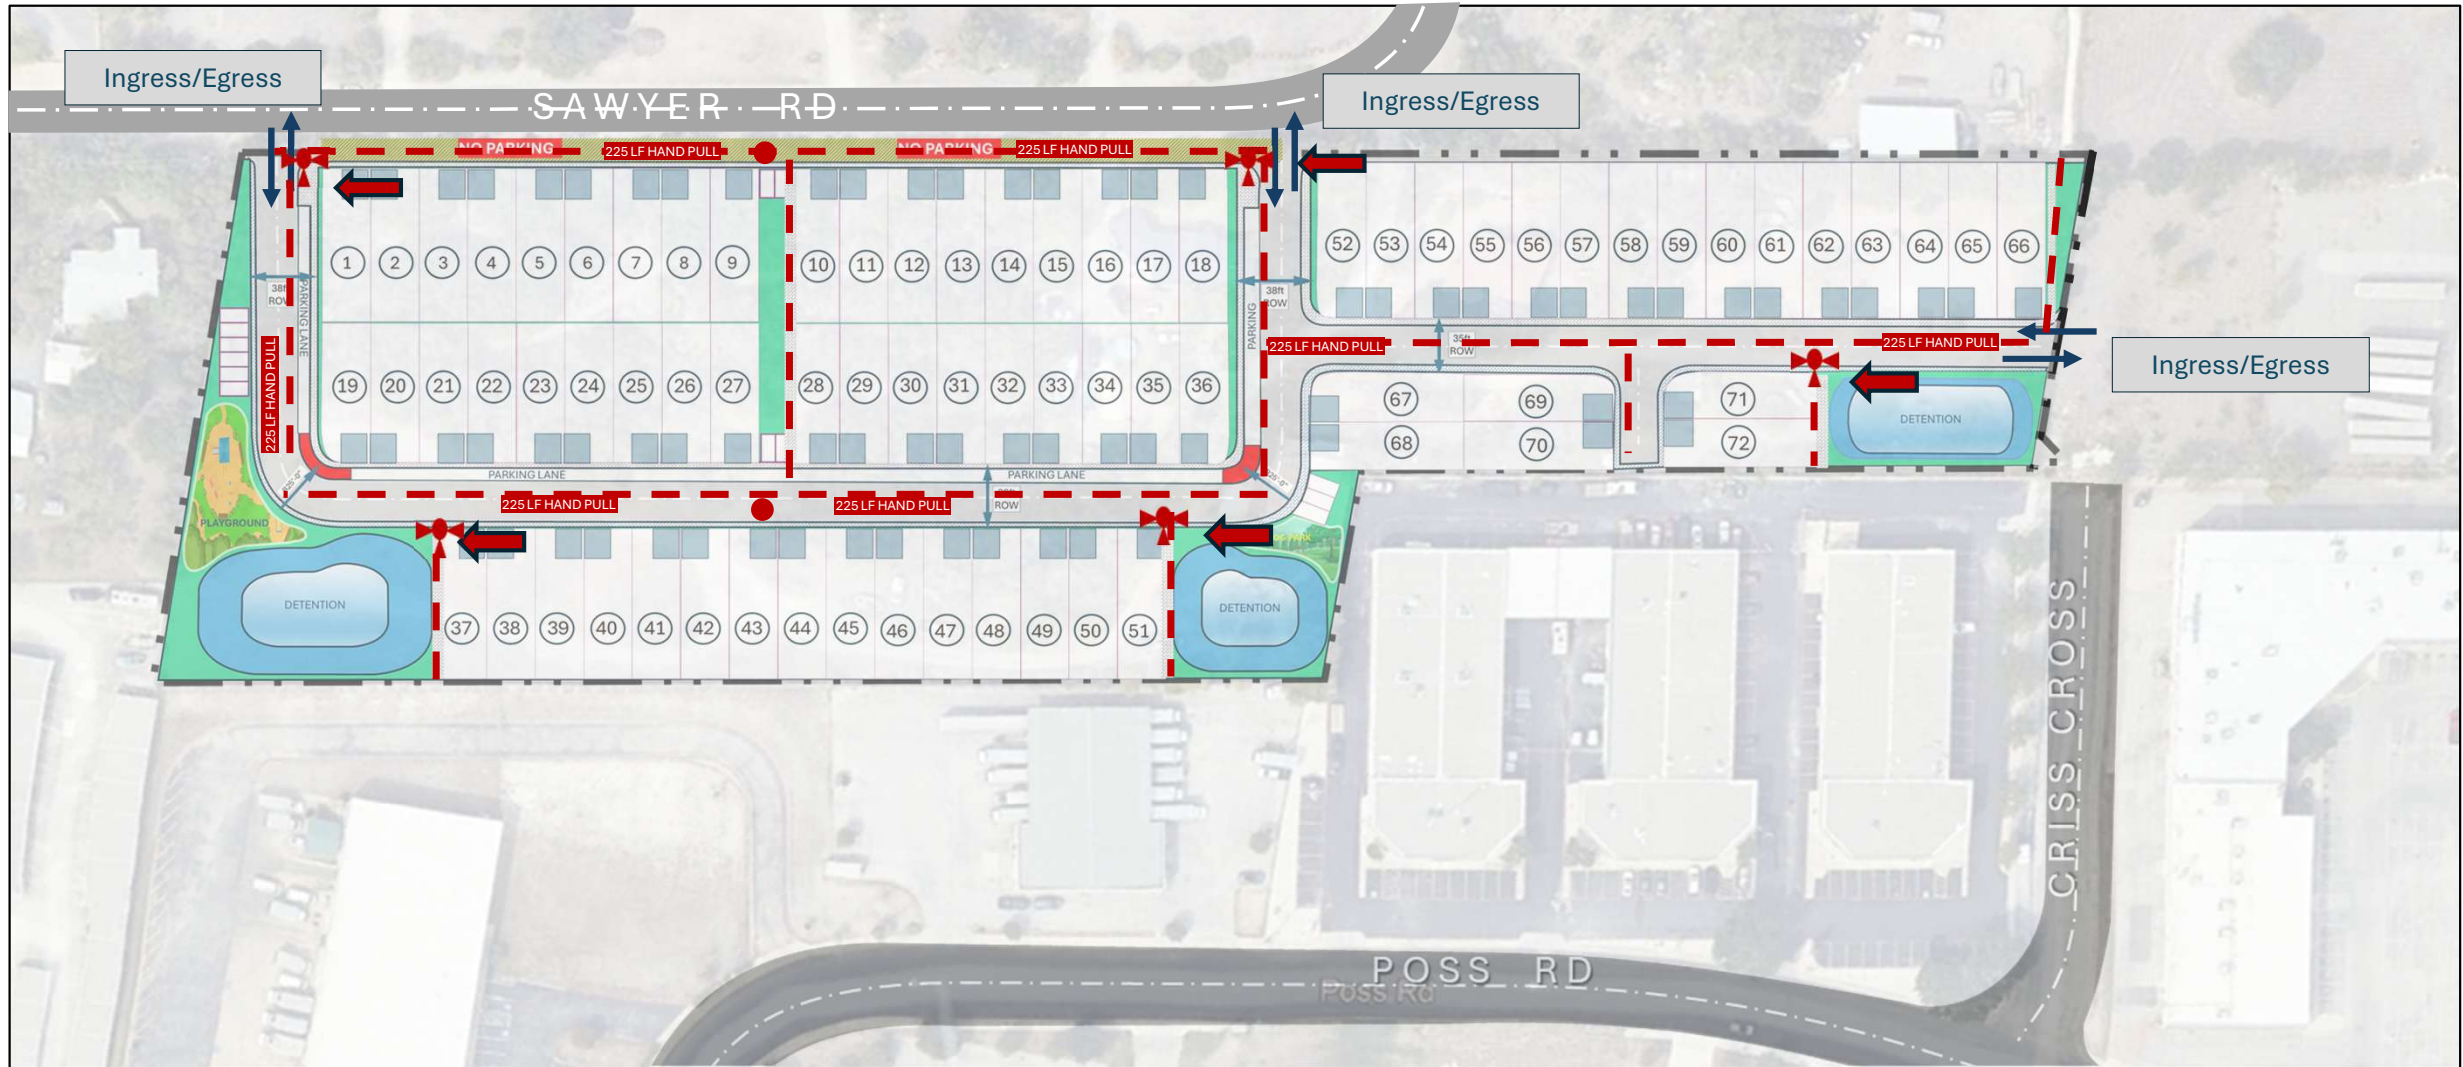 Ingress/Egress
Ingress/Egress
SAWYER RD
NO PARKING
225 LF HAND PULL
NO PARKING
225 LF HAND PULL
1 2 3 4 5 6 7 8 9 10 11 12 13 14 15 16 17 18
52 53 54 55 56 57 58 59 60 61 62 63 64 65 66
38ft
ROW
PARKING LANE
38ft
ROW
PARKING
225 LF HAND PULL
225 LF HAND PULL
35ft
ROW
225 LF HAND PULL
Ingress/Egress
19 20 21 22 23 24 25 26 27 28 29 30 31 32 33 34 35 36
67 69 71
68 70 72
DETENTION
PARKING LANE
PARKING LANE
R25'-0"
225 LF HAND PULL
225 LF HAND PULL
ROW
PLAYGROUND
PARK
DETENTION
37 38 39 40 41 42 43 44 45 46 47 48 49 50 51
DETENTION
CRISS CROSS
POSS RD
Poss Rd